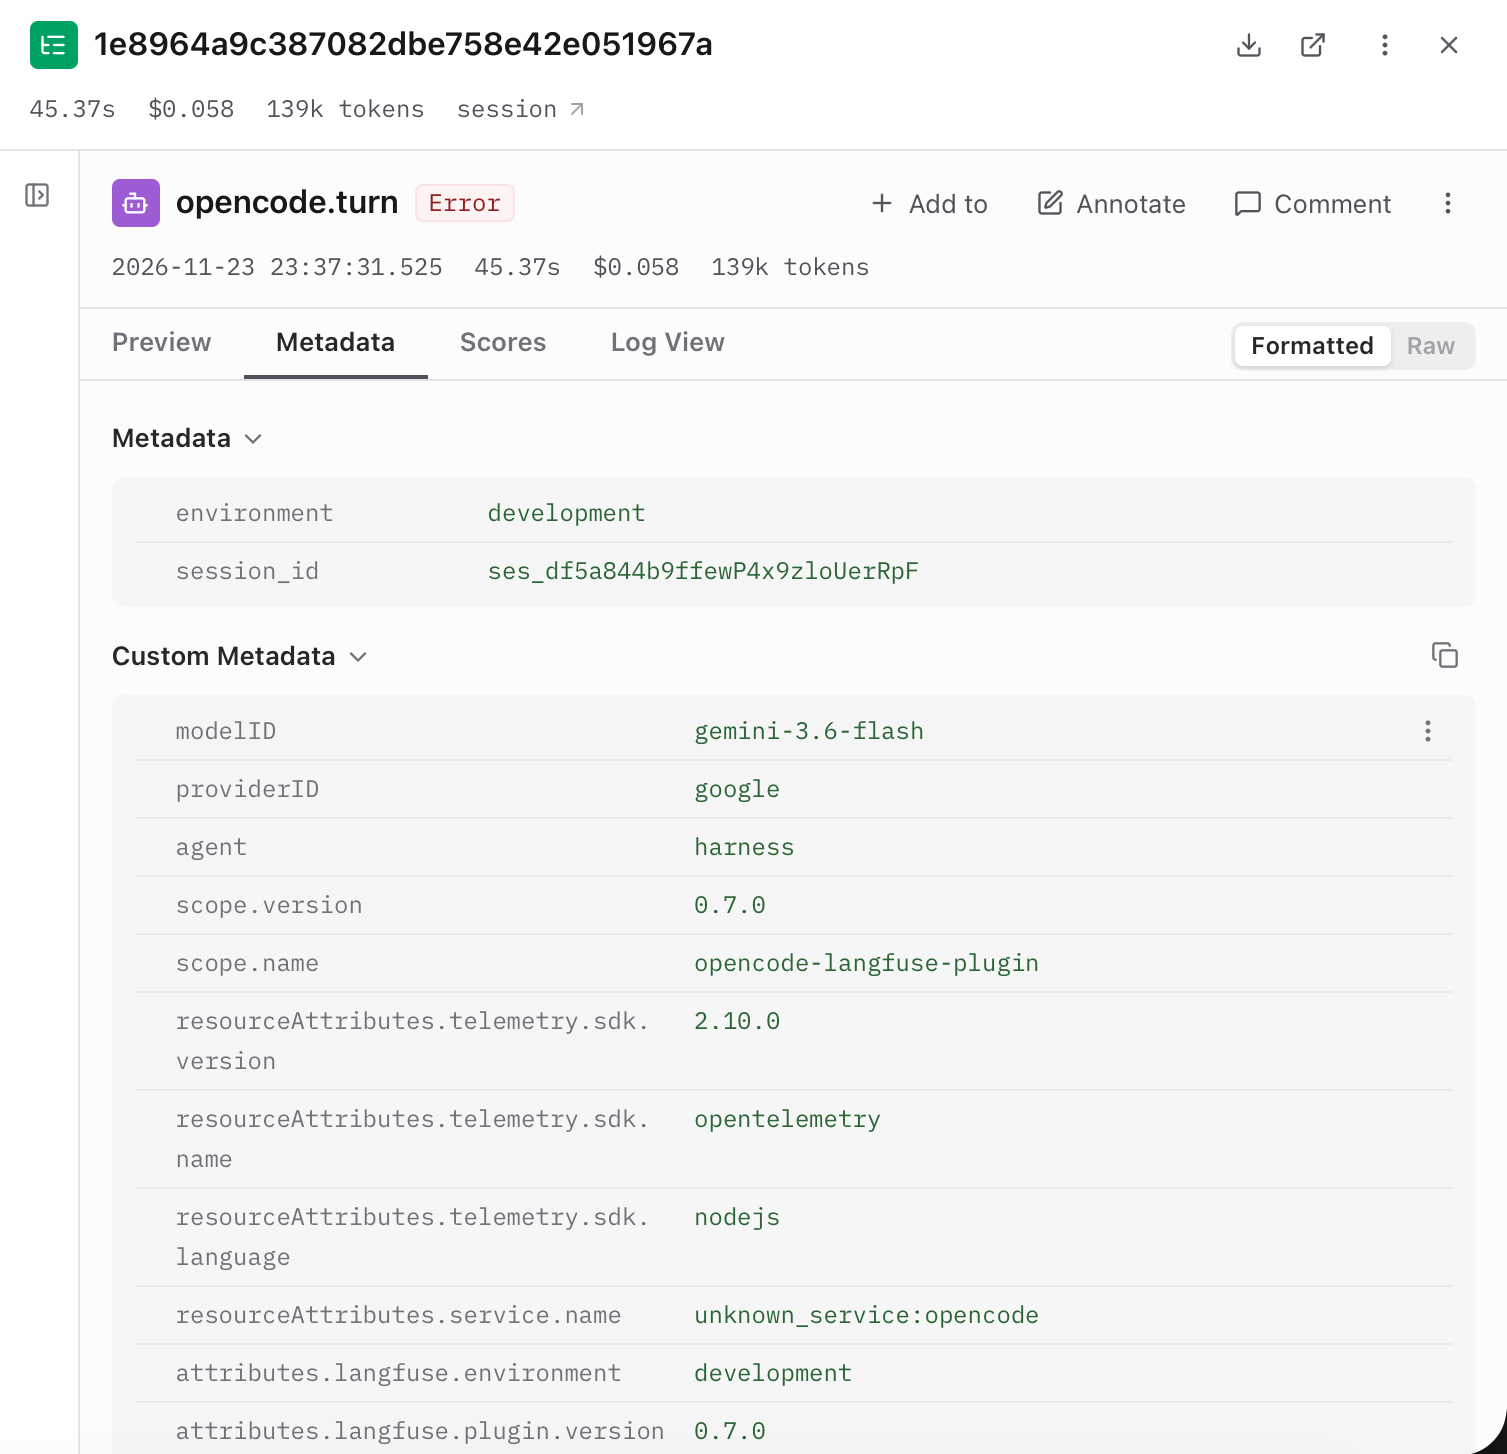 1e8964a9c387082dbe758e42e051967a
45.37s $0.058 139k tokens session
opencode.turn Error + Add to Annotate Comment
2026-11-23 23:37:31.525 45.37s $0.058 139k tokens
Preview Metadata Scores Log View Formatted Raw
Metadata
environment development
session_id ses_df5a844b9ffewP4x9zloUerRpF
Custom Metadata
modelID gemini-3.6-flash
providerID google
agent harness
scope.version 0.7.0
scope.name opencode-langfuse-plugin
resourceAttributes.telemetry.sdk. 2.10.0
version
resourceAttributes.telemetry.sdk. opentelemetry
name
resourceAttributes.telemetry.sdk. nodejs
language
resourceAttributes.service.name unknown_service:opencode
attributes.langfuse.environment development
attributes.langfuse.plugin.version 0.7.0